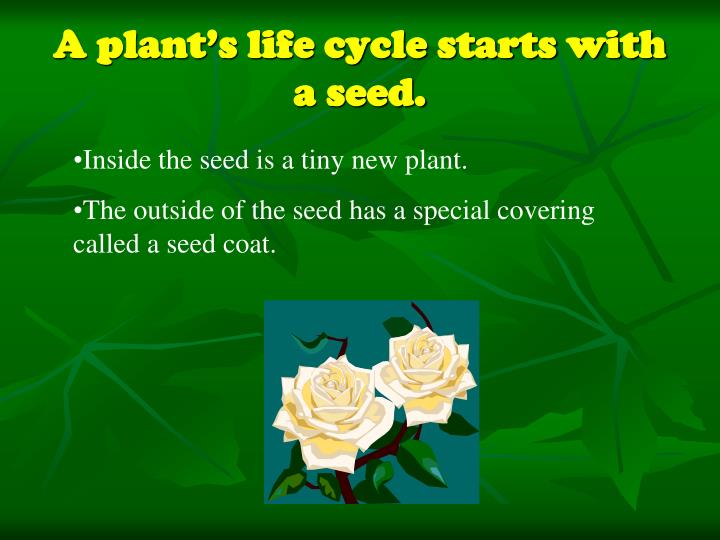 A plant’s life cycle starts with
a seed.
•Inside the seed is a tiny new plant.
•The outside of the seed has a special covering
called a seed coat.